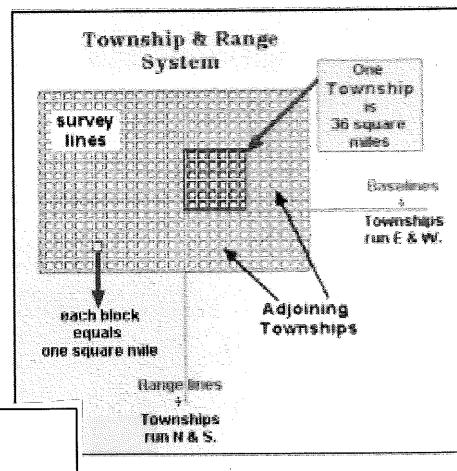 Township & Range
System
One
Township
is
36 square
miles
survey
lines
Baselines
Townships
run E & W.
each block
equals
one square mile
Adjoining
Townships
Range lines
Townships
run N & S.